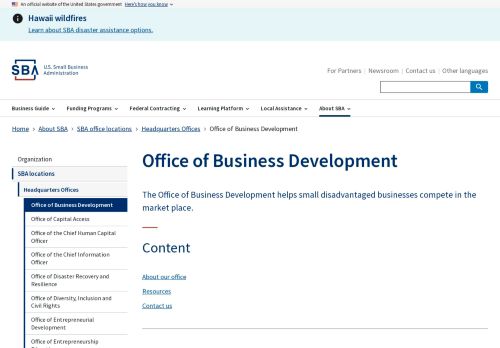 An official website of the United States government Here's how you know
Hawaii wildfires
Learn about SBA disaster assistance options.
SBA
U.S. Small Business
Administration
For Partners Newsroom Contact us Other languages
Business Guide Funding Programs Federal Contracting Learning Platform Local Assistance About SBA
Home About SBA SBA office locations Headquarters Offices Office of Business Development
Organization
SBA locations
Headquarters Offices
Office of Business Development
Office of Capital Access
Office of the Chief Human Capital
Officer
Office of the Chief Information
Officer
Office of Disaster Recovery and
Resilience
Office of Diversity, Inclusion and
Civil Rights
Office of Entrepreneurial
Development
Office of Entrepreneurship
Office of Business Development
The Office of Business Development helps small disadvantaged businesses compete in the
market place.
Content
About our office
Resources
Contact us